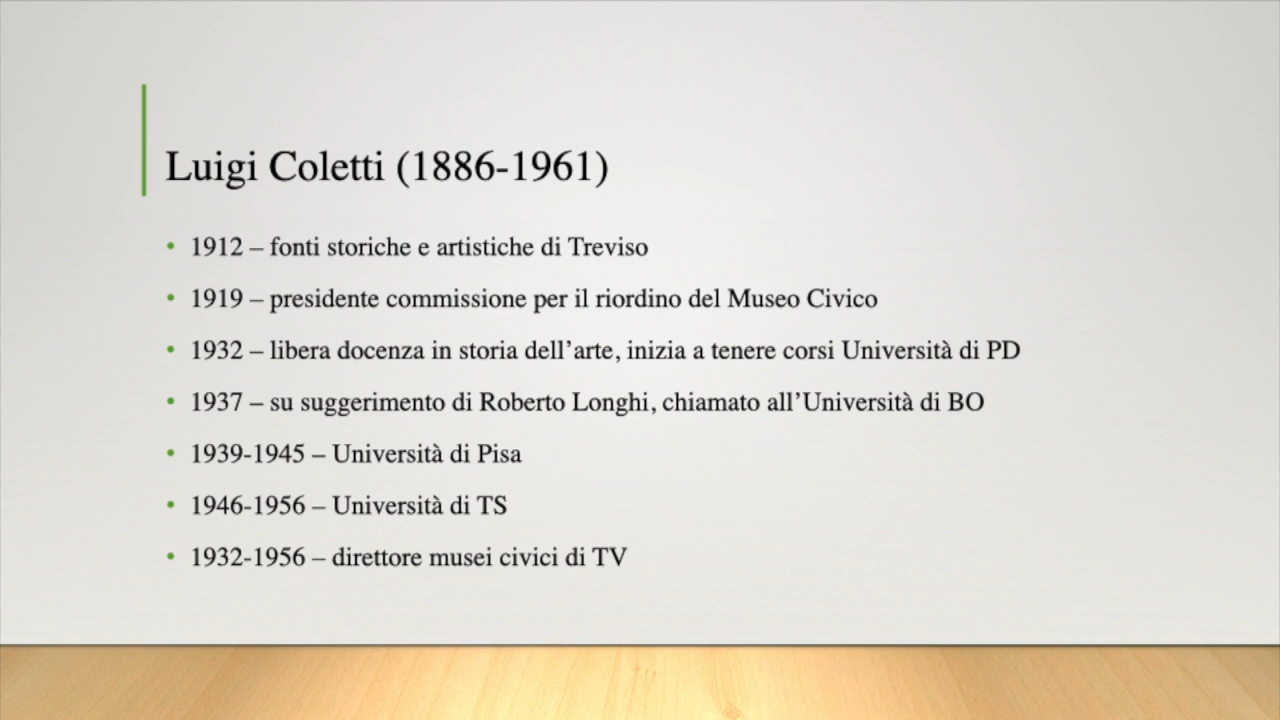 Luigi Coletti (1886-1961)
• 1912 – fonti storiche e artistiche di Treviso
• 1919 – presidente commissione per il riordino del Museo Civico
• 1932 – libera docenza in storia dell’arte, inizia a tenere corsi Università di PD
• 1937 – su suggerimento di Roberto Longhi, chiamato all’Università di BO
• 1939-1945 – Università di Pisa
• 1946-1956 – Università di TS
• 1932-1956 – direttore musei civici di TV